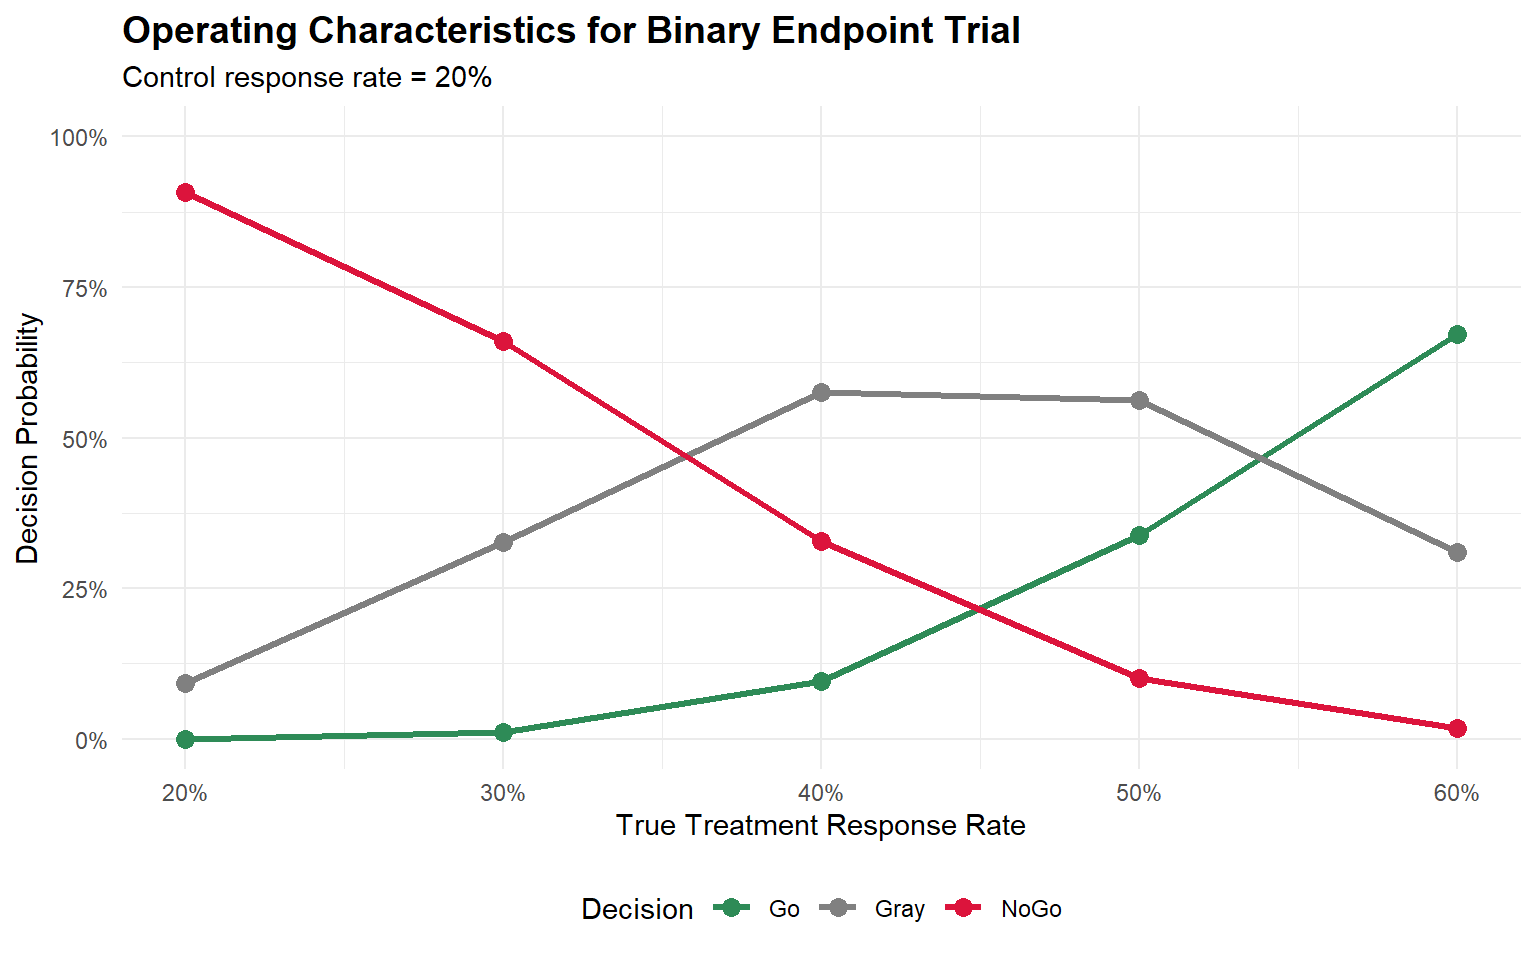 Operating Characteristics for Binary Endpoint Trial
Control response rate = 20%
Decision Probability
100%
75%
50%
25%
0%
20% 30% 40% 50% 60%
True Treatment Response Rate
Decision Go Gray NoGo